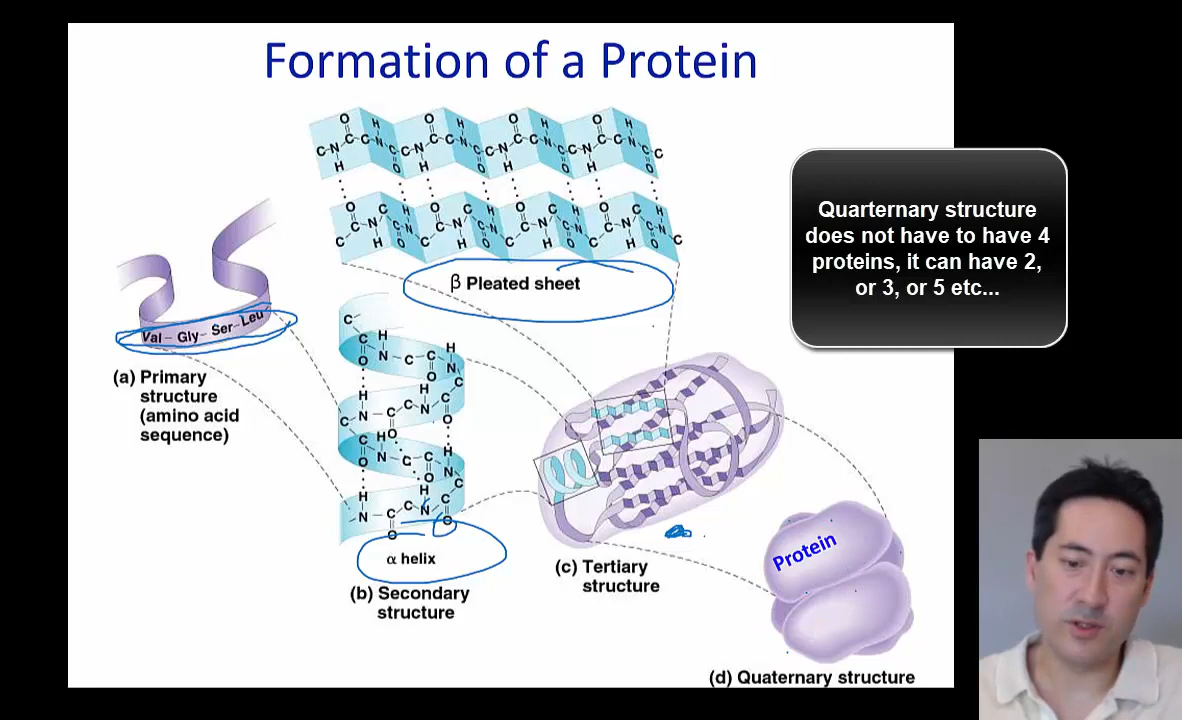 Formation of a Protein
Quarternary structure
does not have to have 4
proteins, it can have 2,
or 3, or 5 etc...
β Pleated sheet
Val – Gly – Ser – Leu
(a) Primary
structure
(amino acid
sequence)
α helix
(b) Secondary
structure
(c) Tertiary
structure
Protein
(d) Quaternary structure